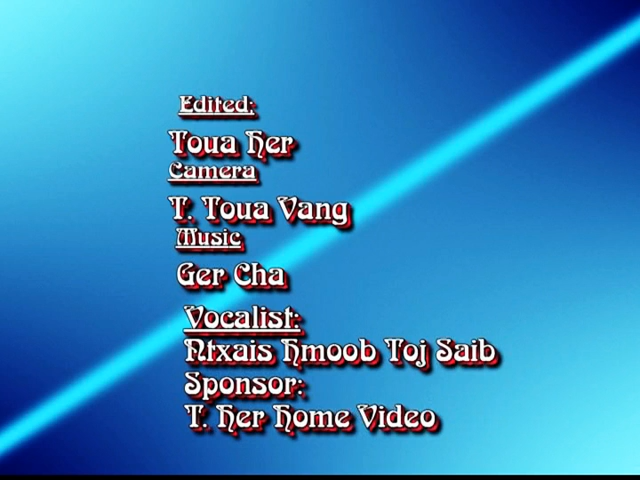 Edited:
Toua Her
Camera
T. Toua Vang
Music
Ger Cha
Vocalist:
Ntxais Hmoob Toj Saib
Sponsor:
T. Her Home Video